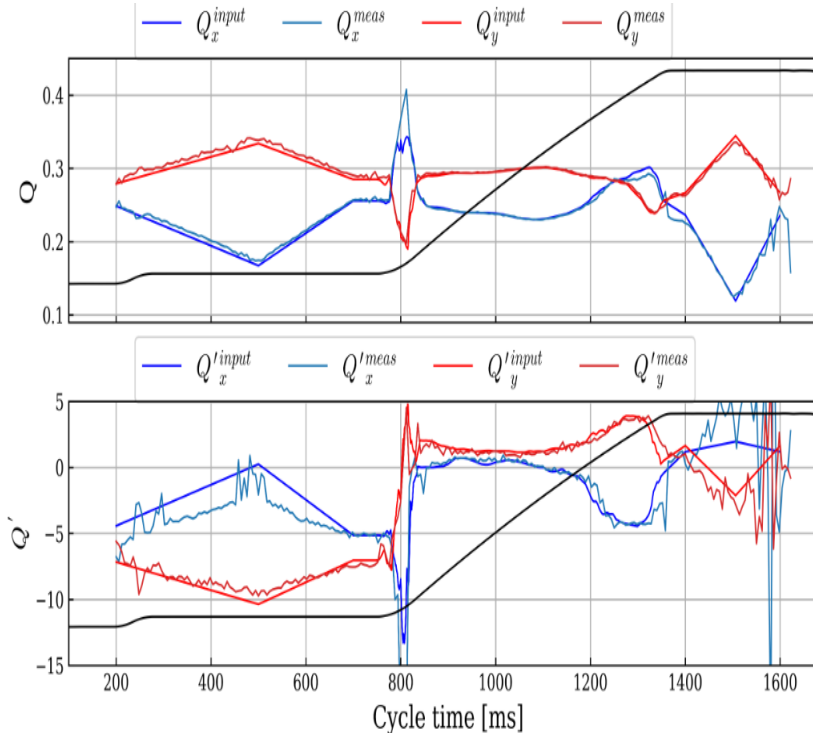 Q_x^input Q_x^meas Q_y^input Q_y^meas
0.4
0.3
Q
0.2
0.1
Q'_x^input Q'_x^meas Q'_y^input Q'_y^meas
5
0
−5
Q'
−10
−15
200 400 600 800 1000 1200 1400 1600
Cycle time [ms]